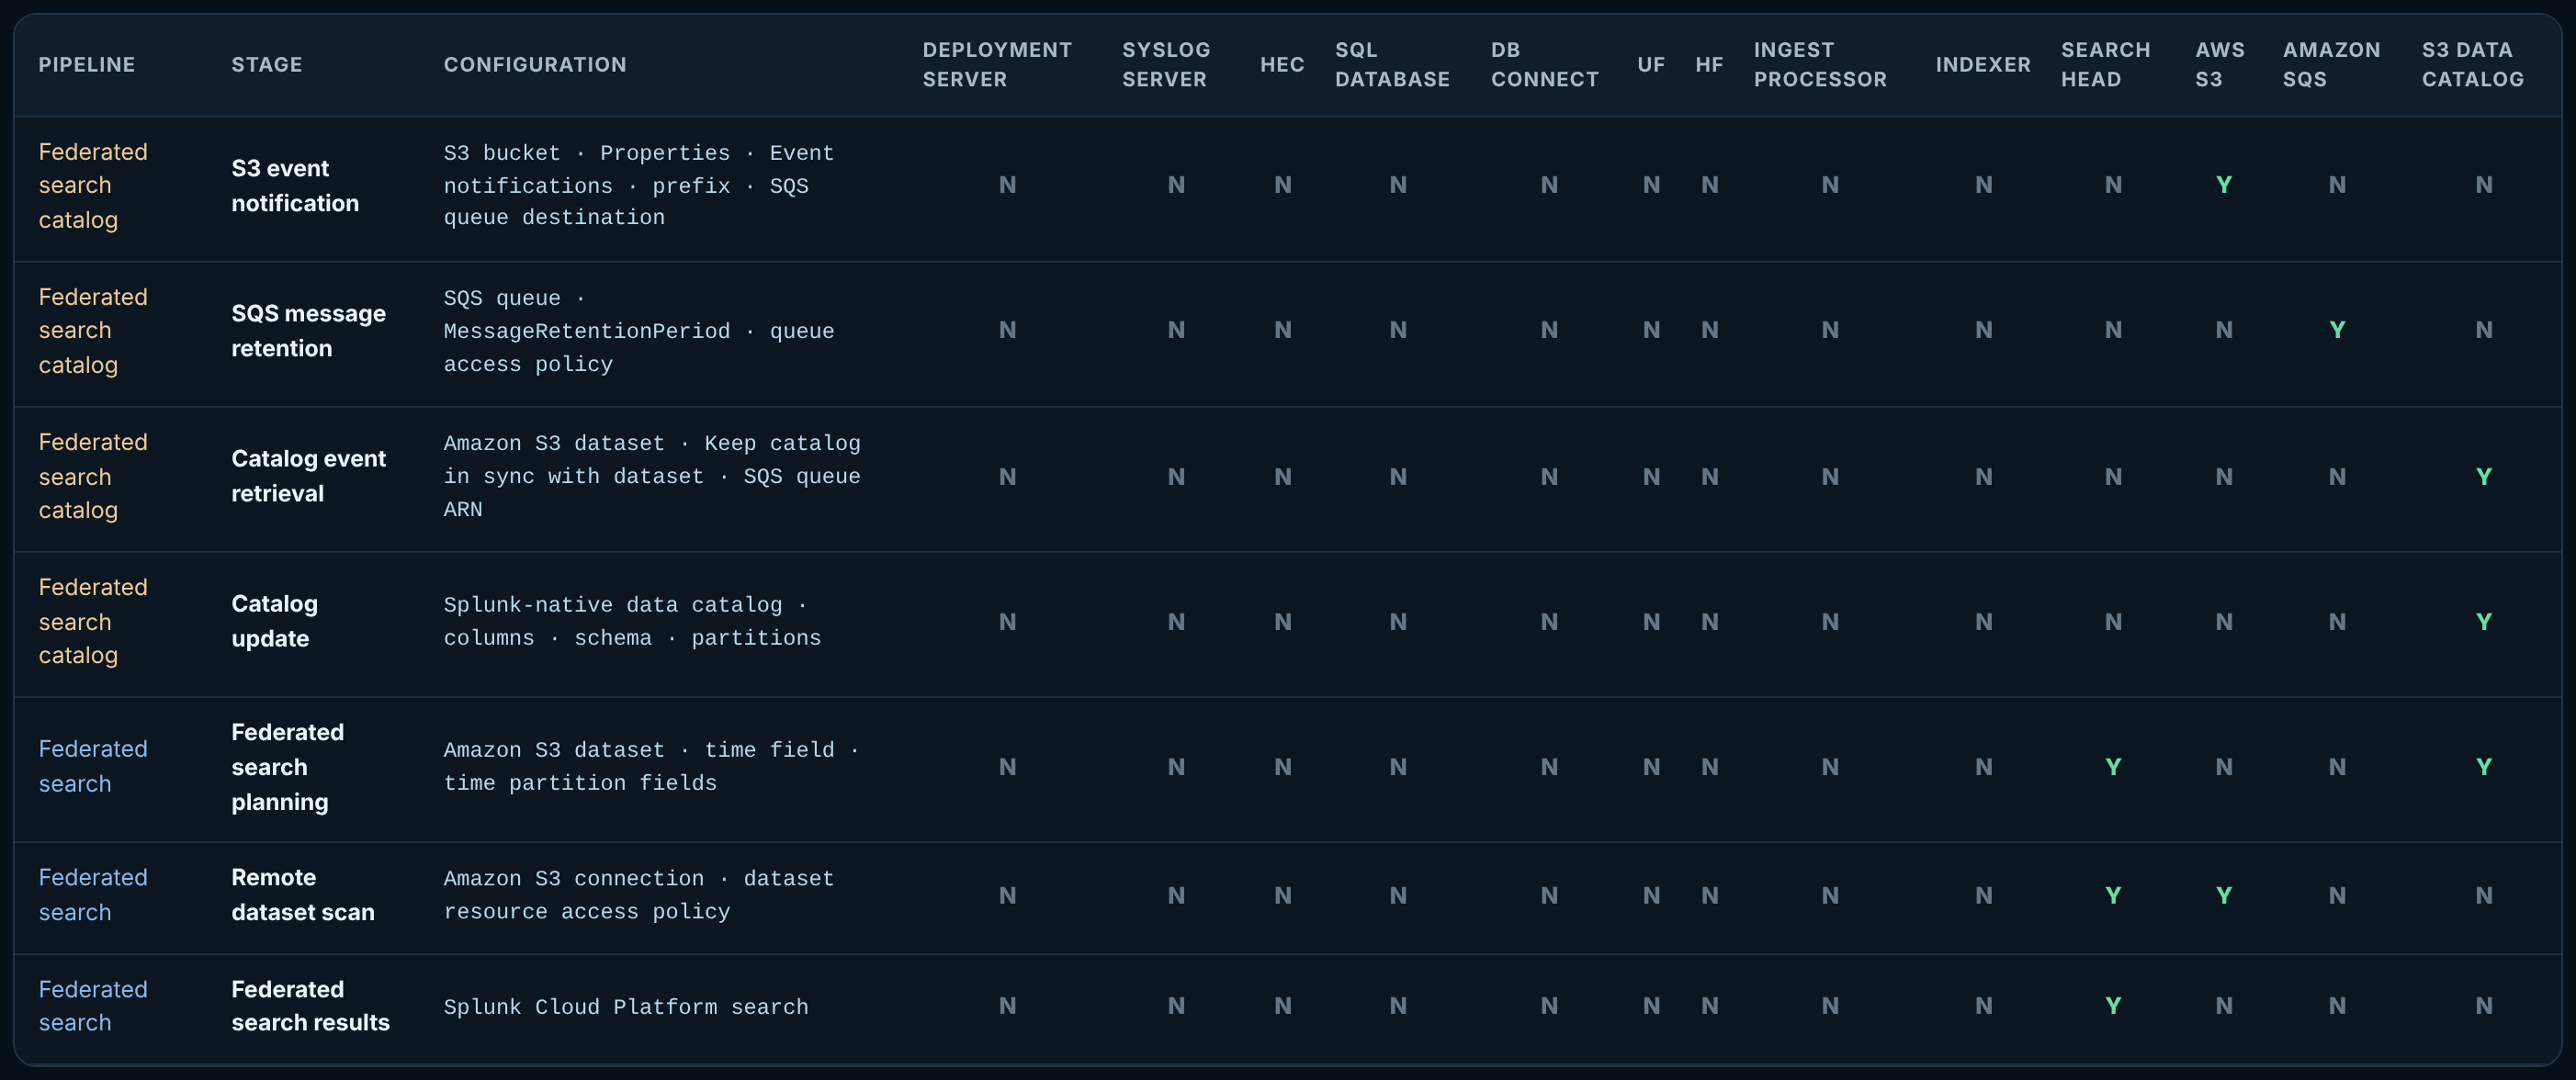 PIPELINE STAGE CONFIGURATION DEPLOYMENT SERVER SYSLOG SERVER HEC SQL DATABASE DB CONNECT UF HF INGEST PROCESSOR INDEXER SEARCH HEAD AWS S3 AMAZON SQS S3 DATA CATALOG
Federated
search
catalog
S3 event
notification
S3 bucket · Properties · Event
notifications · prefix · SQS
queue destination
N N N N N N N N N N Y N N
Federated
search
catalog
SQS message
retention
SQS queue ·
MessageRetentionPeriod · queue
access policy
N N N N N N N N N N N Y N
Federated
search
catalog
Catalog event
retrieval
Amazon S3 dataset · Keep catalog
in sync with dataset · SQS queue
ARN
N N N N N N N N N N N N Y
Federated
search
catalog
Catalog
update
Splunk-native data catalog ·
columns · schema · partitions
N N N N N N N N N N N N Y
Federated
search
Federated
search
planning
Amazon S3 dataset · time field ·
time partition fields
N N N N N N N N N Y N N Y
Federated
search
Remote
dataset scan
Amazon S3 connection · dataset
resource access policy
N N N N N N N N N Y Y N N
Federated
search
Federated
search results
Splunk Cloud Platform search
N N N N N N N N N Y N N N